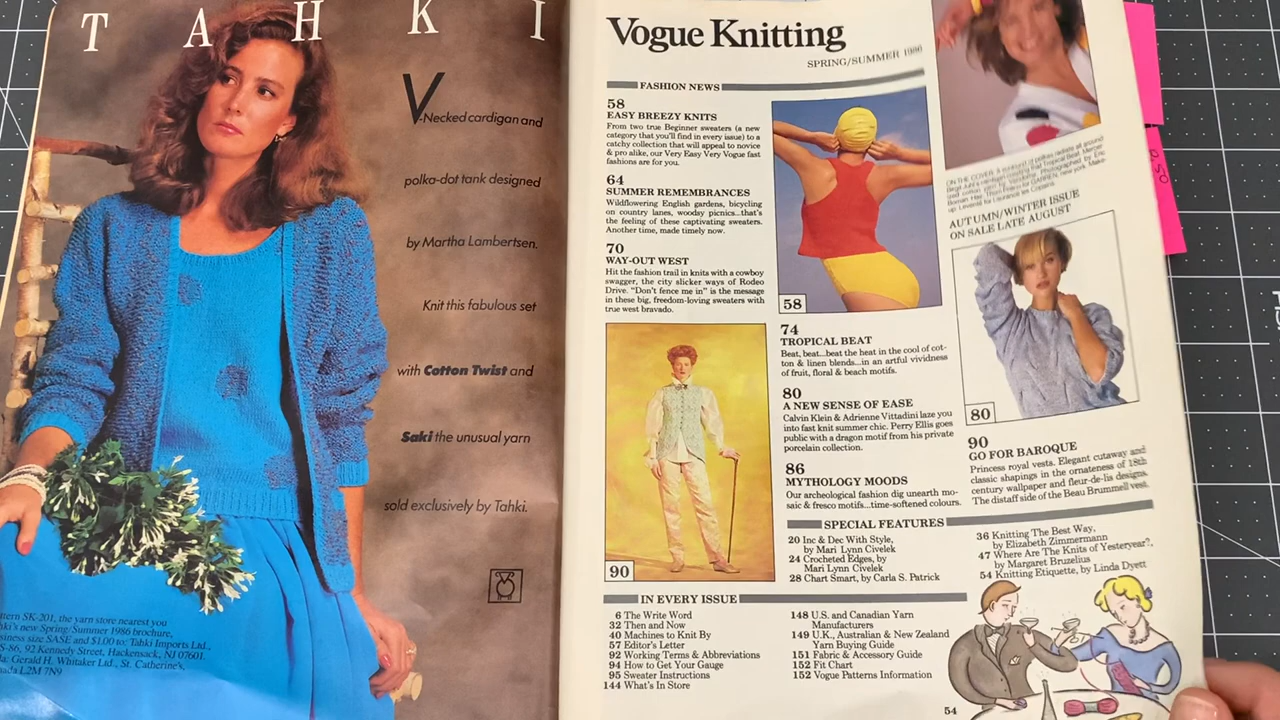 TAHKI
V-Necked cardigan and
polka-dot tank designed
by Martha Lambertsen.
Knit this fabulous set
with Cotton Twist and
Saki the unusual yarn
sold exclusively by Tahki.
tern SK-201, the yarn store nearest you
hki's new Spring/Summer 1986 brochure,
siness size SASE and $1.00 to: Tahki Imports Ltd.,
S-86, 92 Kennedy Street, Hackensack, NJ 07601.
a: Gerald H. Whitaker Ltd., St. Catherine's,
nada L2M 7N9
Vogue Knitting
SPRING/SUMMER 1986
FASHION NEWS
58
EASY BREEZY KNITS
From two true Beginner sweaters (a new
category that you'll find in every issue) to a
catchy collection that will appeal to novice
& pro alike, our Very Easy Very Vogue fast
fashions are for you.
64
SUMMER REMEMBRANCES
Wildflowering English gardens, bicycling
on country lanes, woodsy picnics...that's
the feeling of these captivating sweaters.
Another time, made timely now.
70
WAY-OUT WEST
Hit the fashion trail in knits with a cowboy
swagger, the city slicker ways of Rodeo
Drive. "Don't fence me in" is the message
in these big, freedom-loving sweaters with
true west bravado.
90
58
74
TROPICAL BEAT
Beat, beat...beat the heat in the cool of cot-
ton & linen blends...in an artful vividness
of fruit, floral & beach motifs.
80
A NEW SENSE OF EASE
Calvin Klein & Adrienne Vittadini laze you
into fast knit summer chic. Perry Ellis goes
public with a dragon motif from his private
porcelain collection.
86
MYTHOLOGY MOODS
Our archeological fashion dig unearth mo-
saic & fresco motifs...time-softened colours.
ON THE COVER:
AUTUMN/WINTER ISSUE
ON SALE LATE AUGUST
80
90
GO FOR BAROQUE
Princess royal vests. Elegant cutaway and
classic shapings in the ornateness of 18th
century wallpaper and fleur-de-lis designs.
The distaff side of the Beau Brummell vest.
SPECIAL FEATURES
20 Inc & Dec With Style,
by Mari Lynn Civelek
24 Crocheted Edges, by
Mari Lynn Civelek
28 Chart Smart, by Carla S. Patrick
36 Knitting The Best Way,
by Elizabeth Zimmermann
47 Where Are The Knits of Yesteryear?,
by Margaret Bruzelius
54 Knitting Etiquette, by Linda Dyett
IN EVERY ISSUE
6 The Write Word
32 Then and Now
40 Machines to Knit By
57 Editor's Letter
92 Working Terms & Abbreviations
94 How to Get Your Gauge
95 Sweater Instructions
144 What's In Store
148 U.S. and Canadian Yarn
Manufacturers
149 U.K., Australian & New Zealand
Yarn Buying Guide
151 Fabric & Accessory Guide
152 Fit Chart
152 Vogue Patterns Information
54